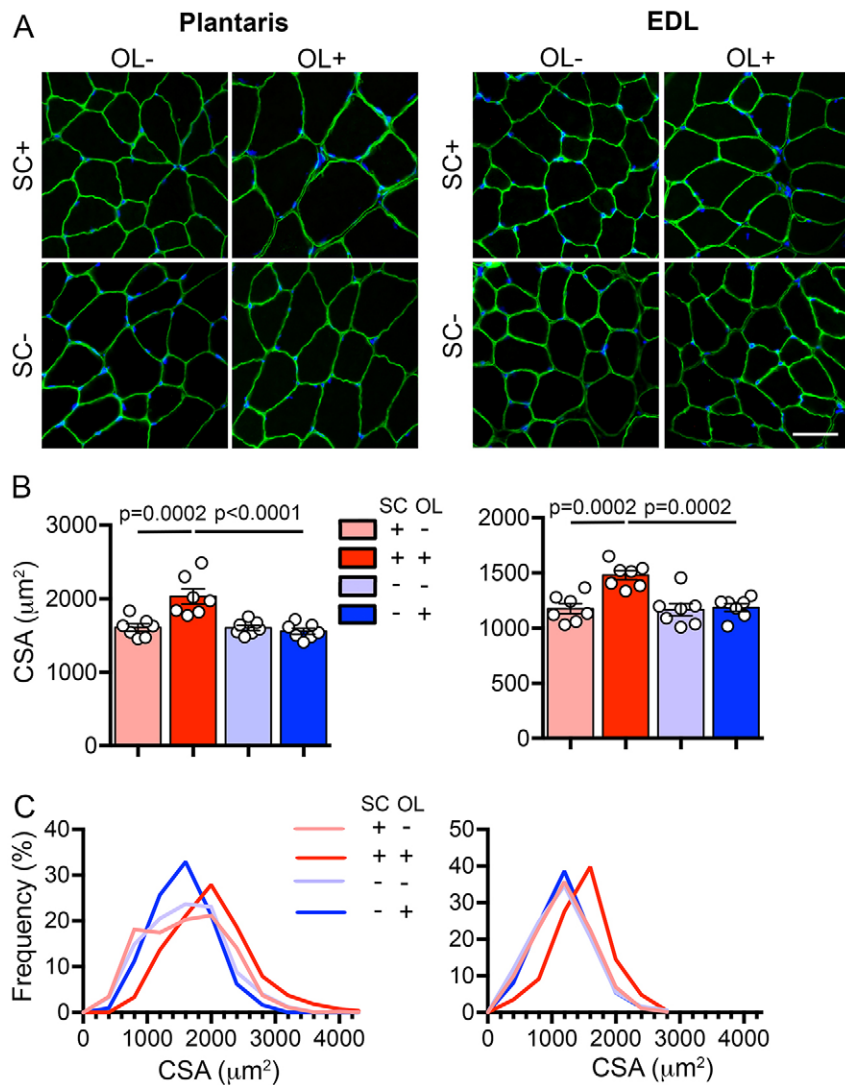 A
Plantaris
EDL
OL- OL+ OL- OL+
SC+ SC+
SC- SC-
B
p=0.0002 p<0.0001
SC OL
+ -
+ +
- -
- +
p=0.0002 p=0.0002
CSA (μm²)
3000
2000
1000
0
2000
1500
1000
500
0
C
SC OL
+ -
+ +
- -
- +
Frequency (%)
40
30
20
10
0
0 1000 2000 3000 4000
CSA (μm²)
50
40
30
20
10
0
0 1000 2000 3000 4000
CSA (μm²)